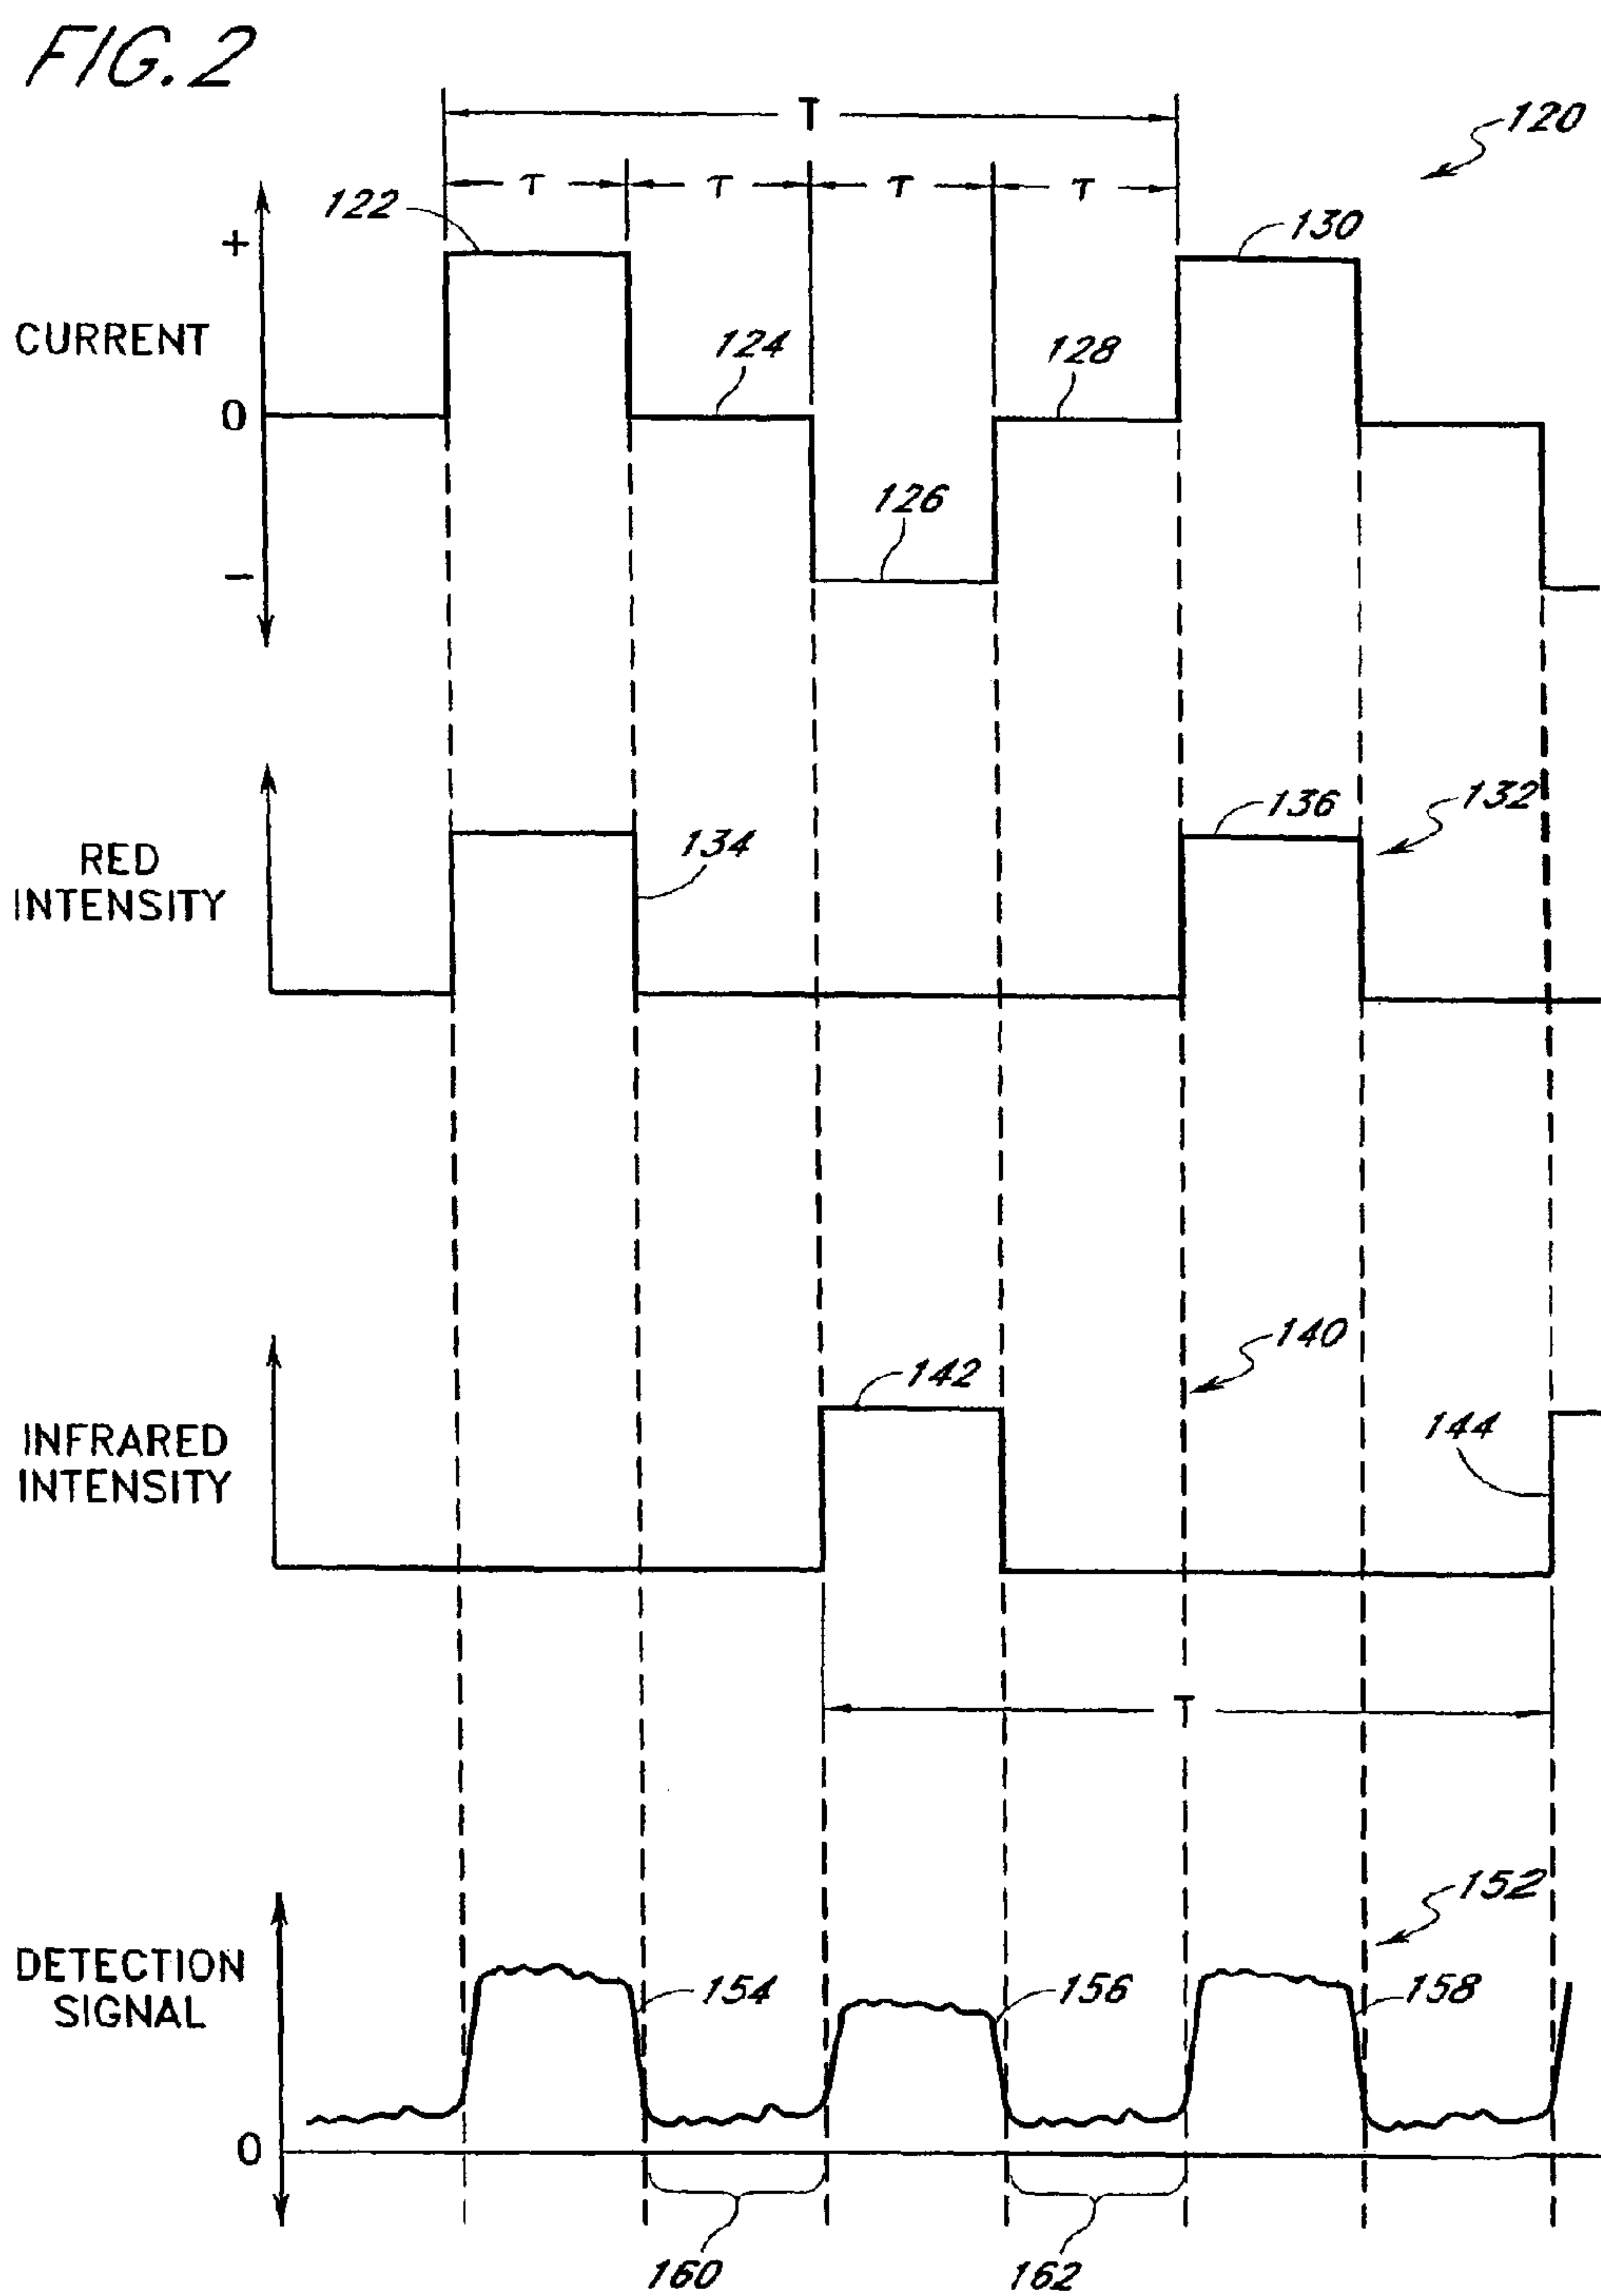 FIG. 2
T
120
τ τ τ τ
122
130
+
CURRENT
124
128
0
126
−
132
136
134
RED
INTENSITY
140
142
INFRARED
INTENSITY
144
T
152
DETECTION
SIGNAL
154
156
158
0
160
162